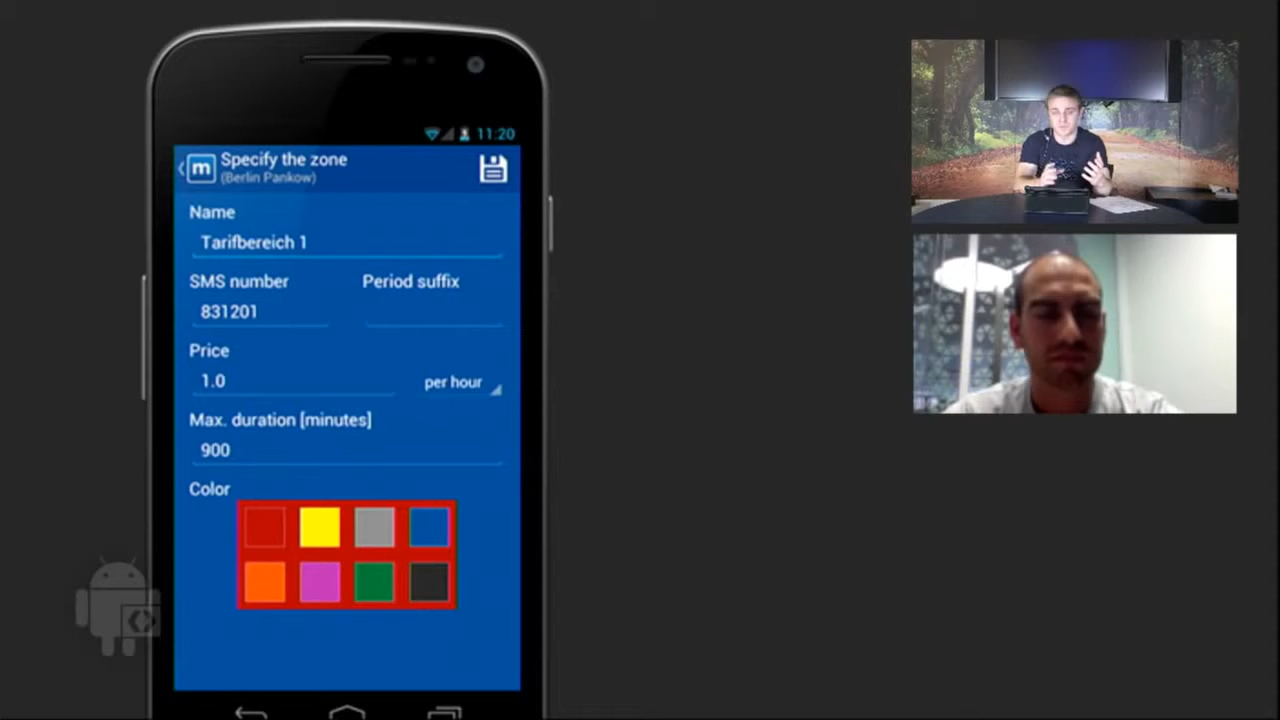 11:20
m
Specify the zone
(Berlin Pankow)
Name
Tarifbereich 1
SMS number
Period suffix
831201
Price
1.0
per hour
Max. duration [minutes]
900
Color